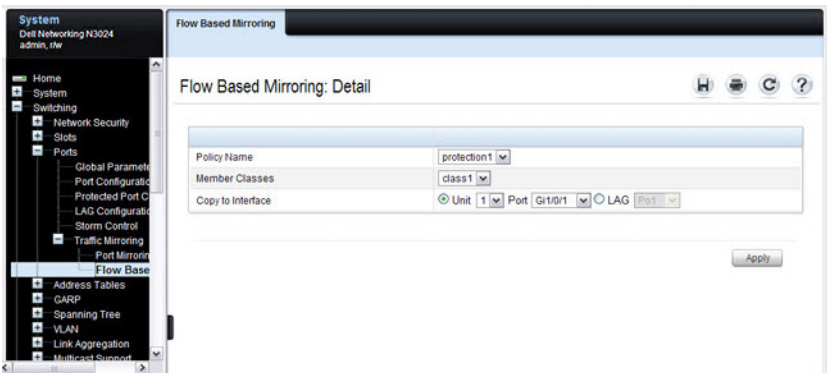 System
Dell Networking N3024
admin, r/w
Home
System
Switching
Network Security
Slots
Ports
Global Paramete
Port Configuratic
Protected Port C
LAG Configuratic
Storm Control
Traffic Mirroring
Port Mirrorin
Flow Base
Address Tables
GARP
Spanning Tree
VLAN
Link Aggregation
Multicast Support
Flow Based Mirroring
Flow Based Mirroring: Detail
?
Policy Name protection1
Member Classes class1
Copy to Interface Unit 1 Port Gi1/0/1 LAG Po1
Apply